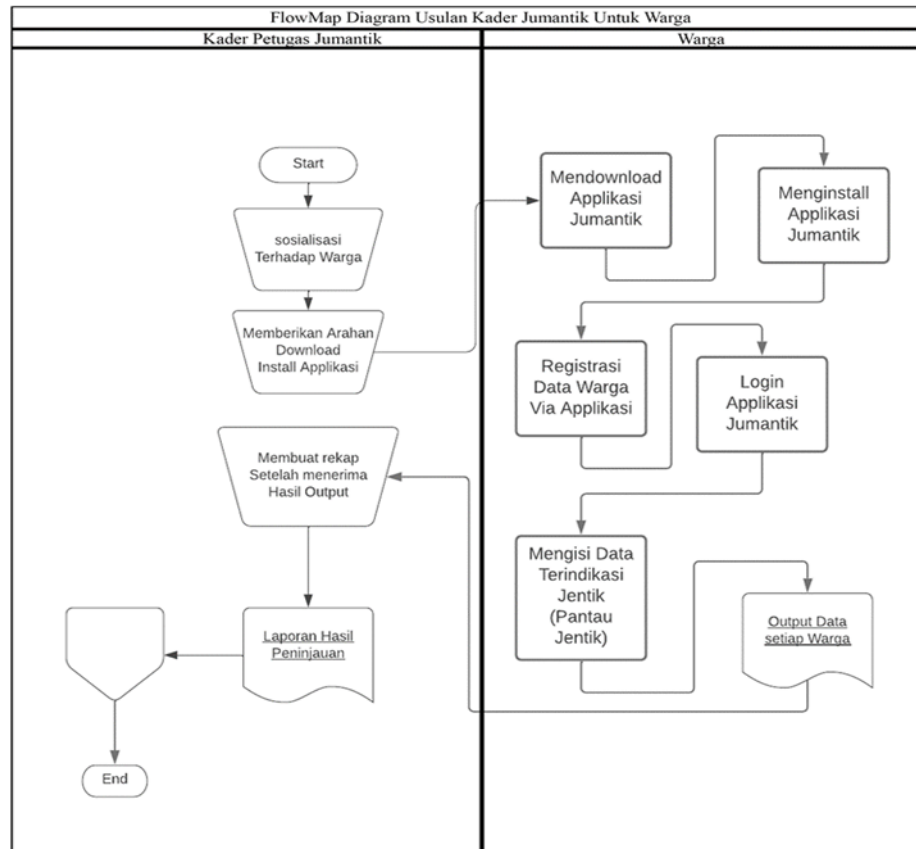 FlowMap Diagram Usulan Kader Jumantik Untuk Warga
Kader Petugas Jumantik
Warga
Start
sosialisasi
Terhadap Warga
Memberikan Arahan
Download
Install Applikasi
Mendownload
Applikasi
Jumantik
Menginstall
Applikasi
Jumantik
Registrasi
Data Warga
Via Applikasi
Login
Applikasi
Jumantik
Mengisi Data
Terindikasi
Jentik
(Pantau
Jentik)
Output Data
setiap Warga
Membuat rekap
Setelah menerima
Hasil Output
Laporan Hasil
Peninjauan
End